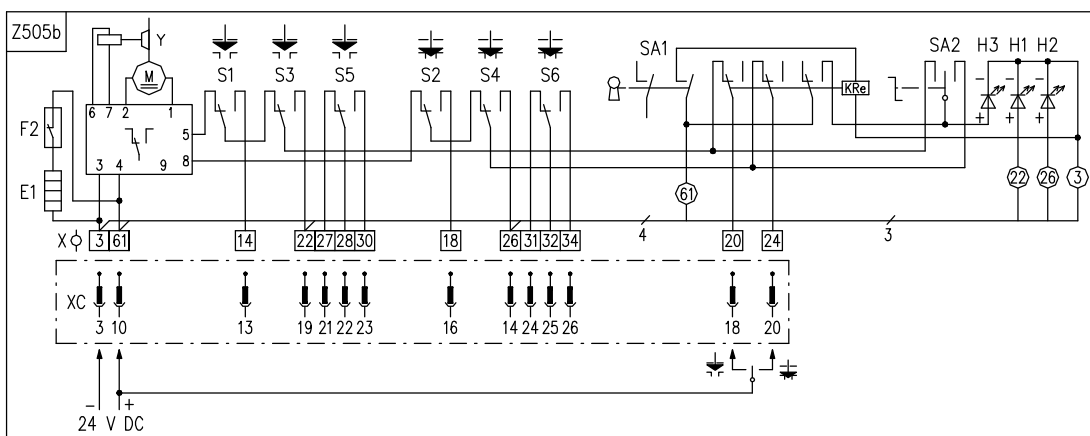 Z505b
Y
M
S1 S3 S5 S2 S4 S6 SA1 KRe SA2 H3 H1 H2
6 7 2 1
5
8
3 4 9
F2
E1
- - -
+ + +
61 22 26 3
4 3
X 3 61 14 22 27 28 30 18 26 31 32 34 20 24
XC
3 10 13 19 21 22 23 16 14 24 25 26 18 20
- +
24 V DC